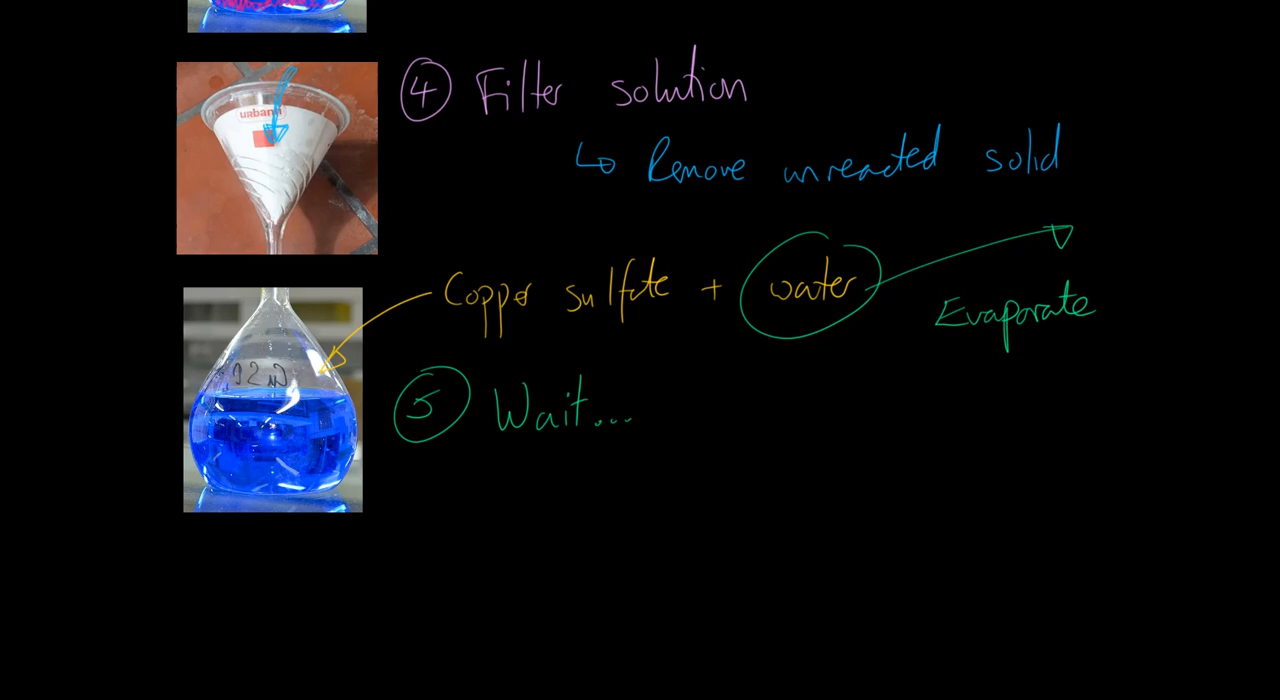 ④ Filter solution
↳ Remove unreacted solid
Copper sulfate + water
Evaporate
⑤ Wait...